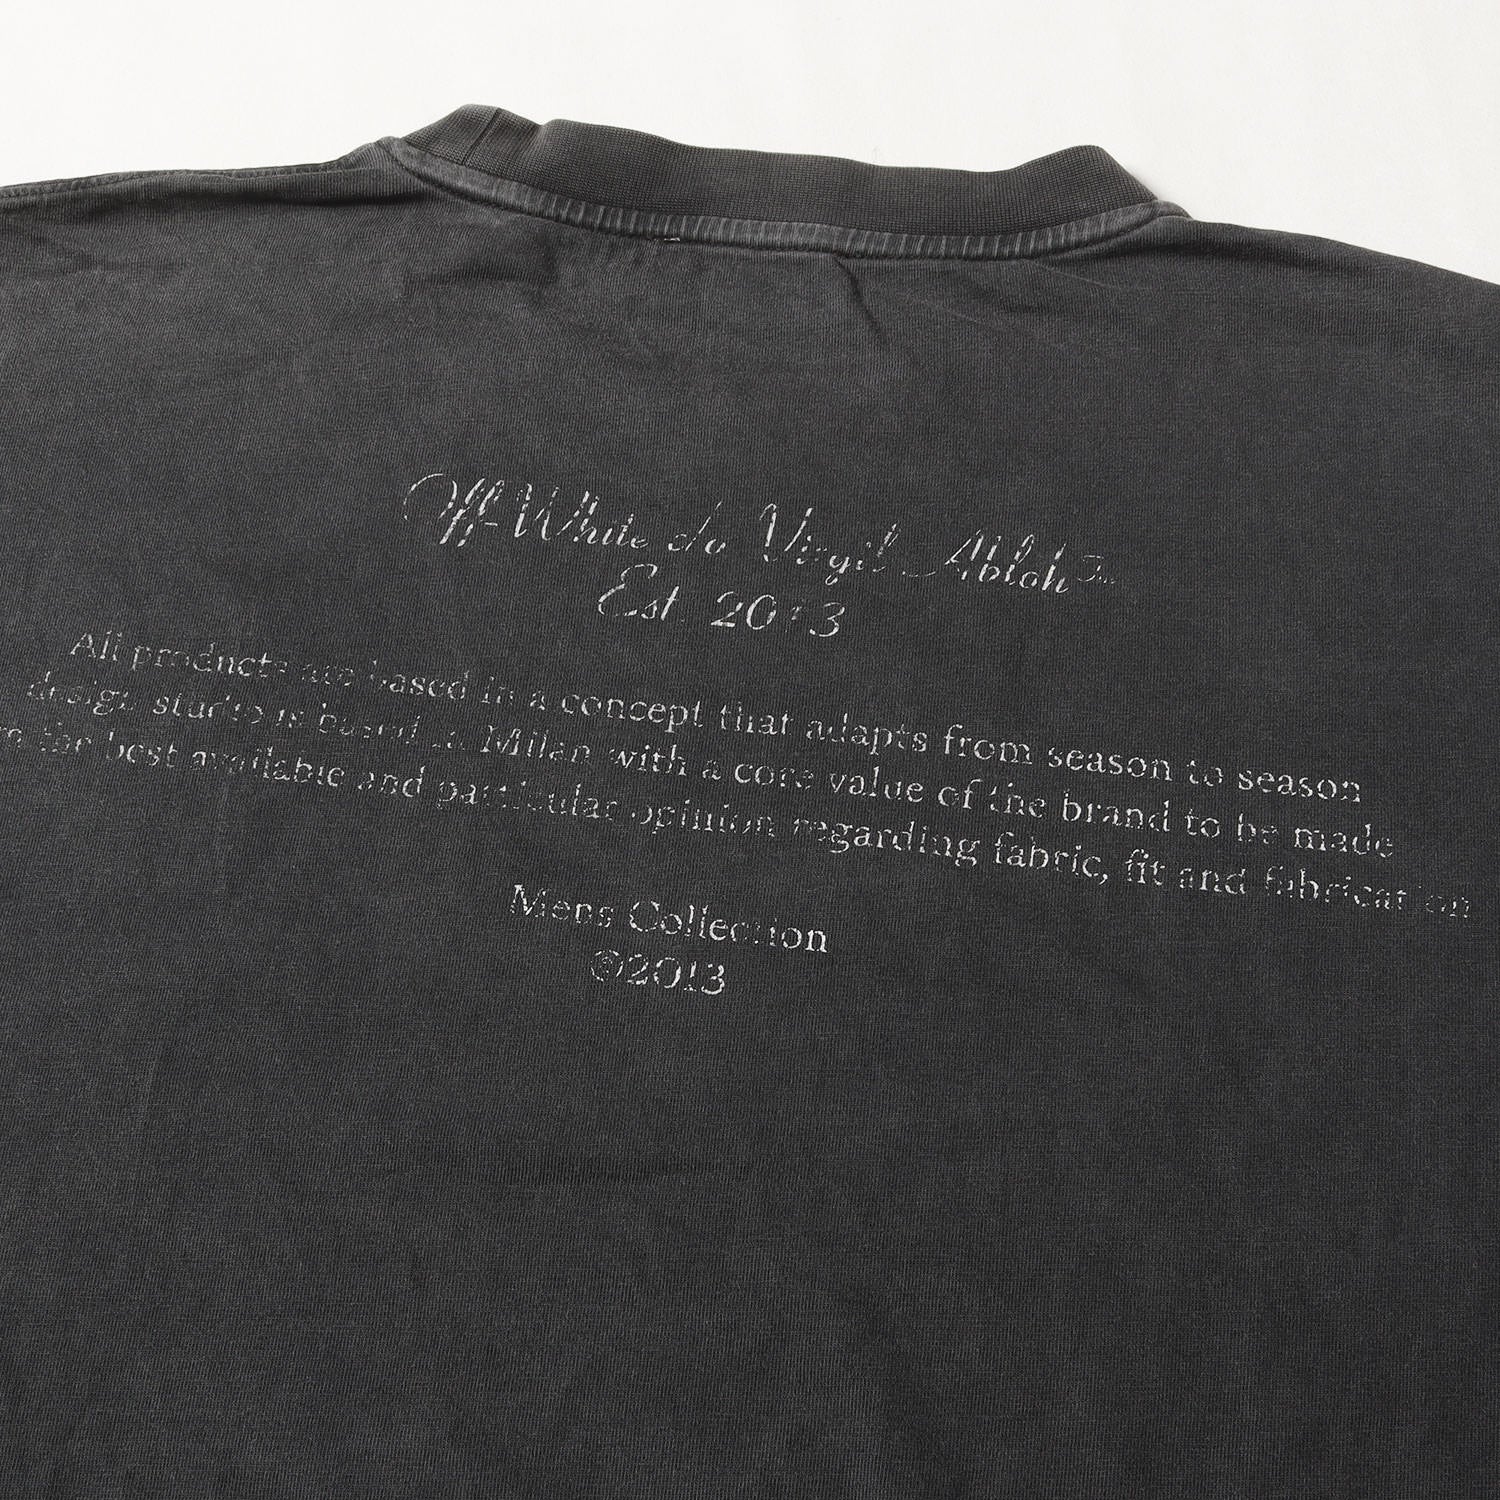 Off-White c/o Virgil Abloh™
Est. 2013
All products are based in a concept that adapts from season to season
design studio is based in Milan with a core value of the brand to be made
the best available and particular opinion regarding fabric, fit and fabrication
Mens Collection
©2013